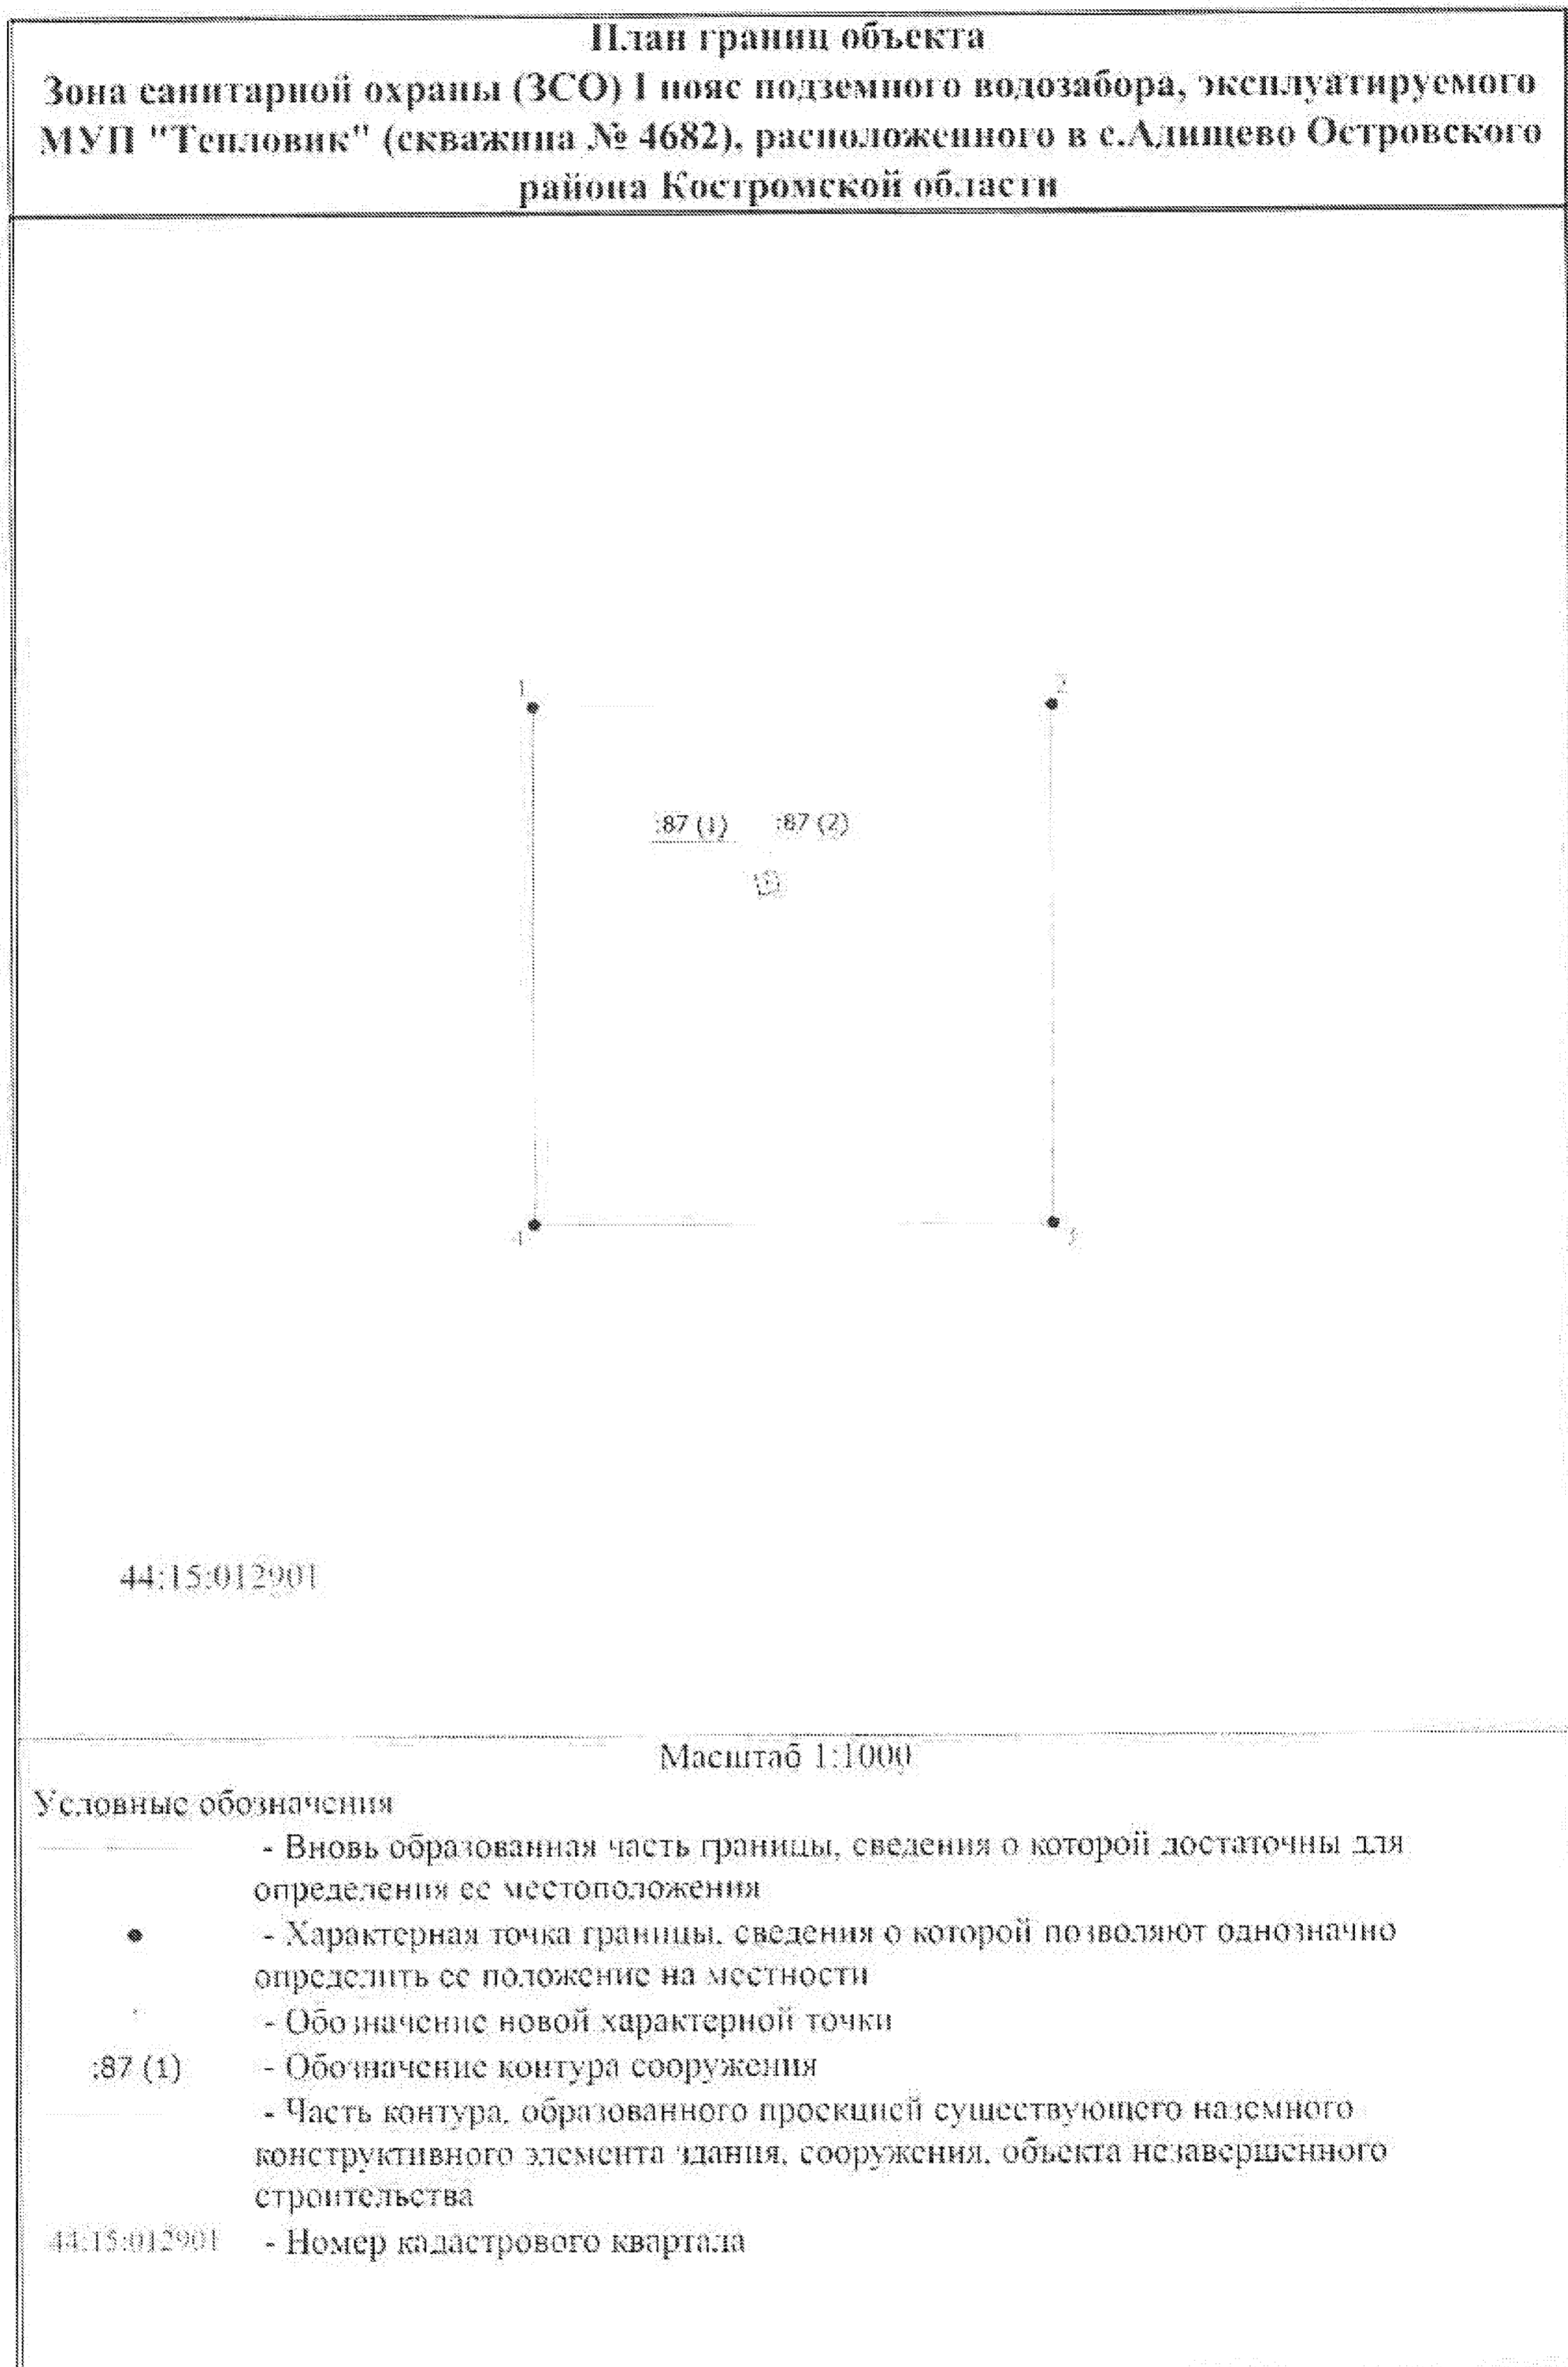 План границ объекта
Зона санитарной охраны (ЗСО) I пояс подземного водозабора, эксплуатируемого
МУП "Тепловик" (скважина № 4682), расположенного в с.Адищево Островского
района Костромской области
1
2
:87 (1) :87 (2)
4
3
44:15:012901
Масштаб 1:1000
Условные обозначения
- Вновь образованная часть границы, сведения о которой достаточны для
определения ее местоположения
- Характерная точка границы, сведения о которой позволяют однозначно
определить ее положение на местности
- Обозначение новой характерной точки
:87 (1) - Обозначение контура сооружения
- Часть контура, образованного проекцией существующего наземного
конструктивного элемента здания, сооружения, объекта незавершенного
строительства
44:15:012901 - Номер кадастрового квартала